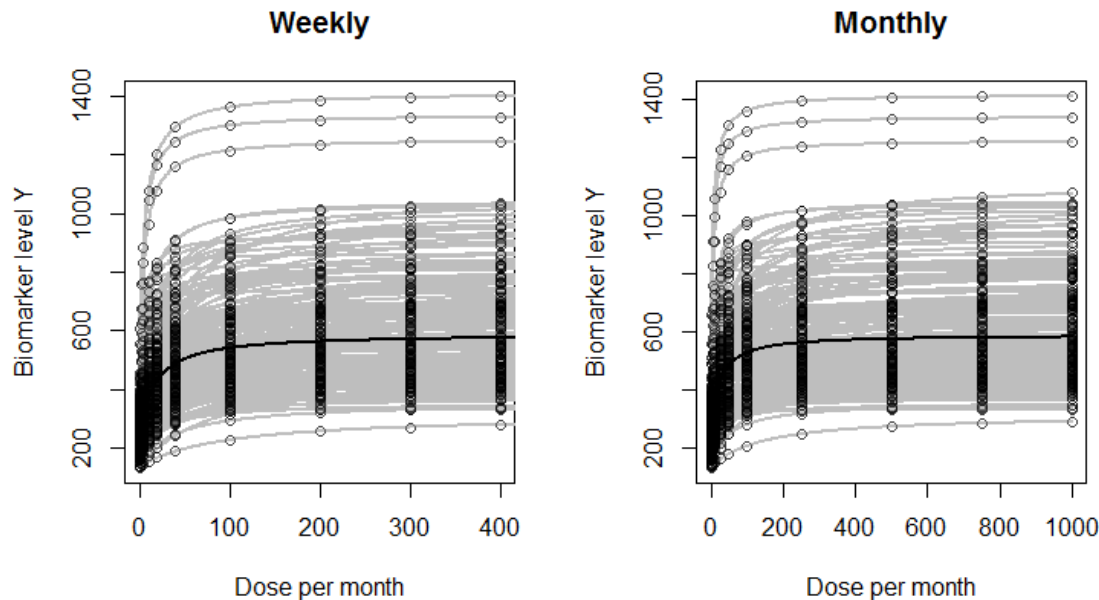 Weekly
Biomarker level Y
1400
1000
600
200
0 100 200 300 400
Dose per month
Monthly
Biomarker level Y
1400
1000
600
200
0 200 400 600 800 1000
Dose per month